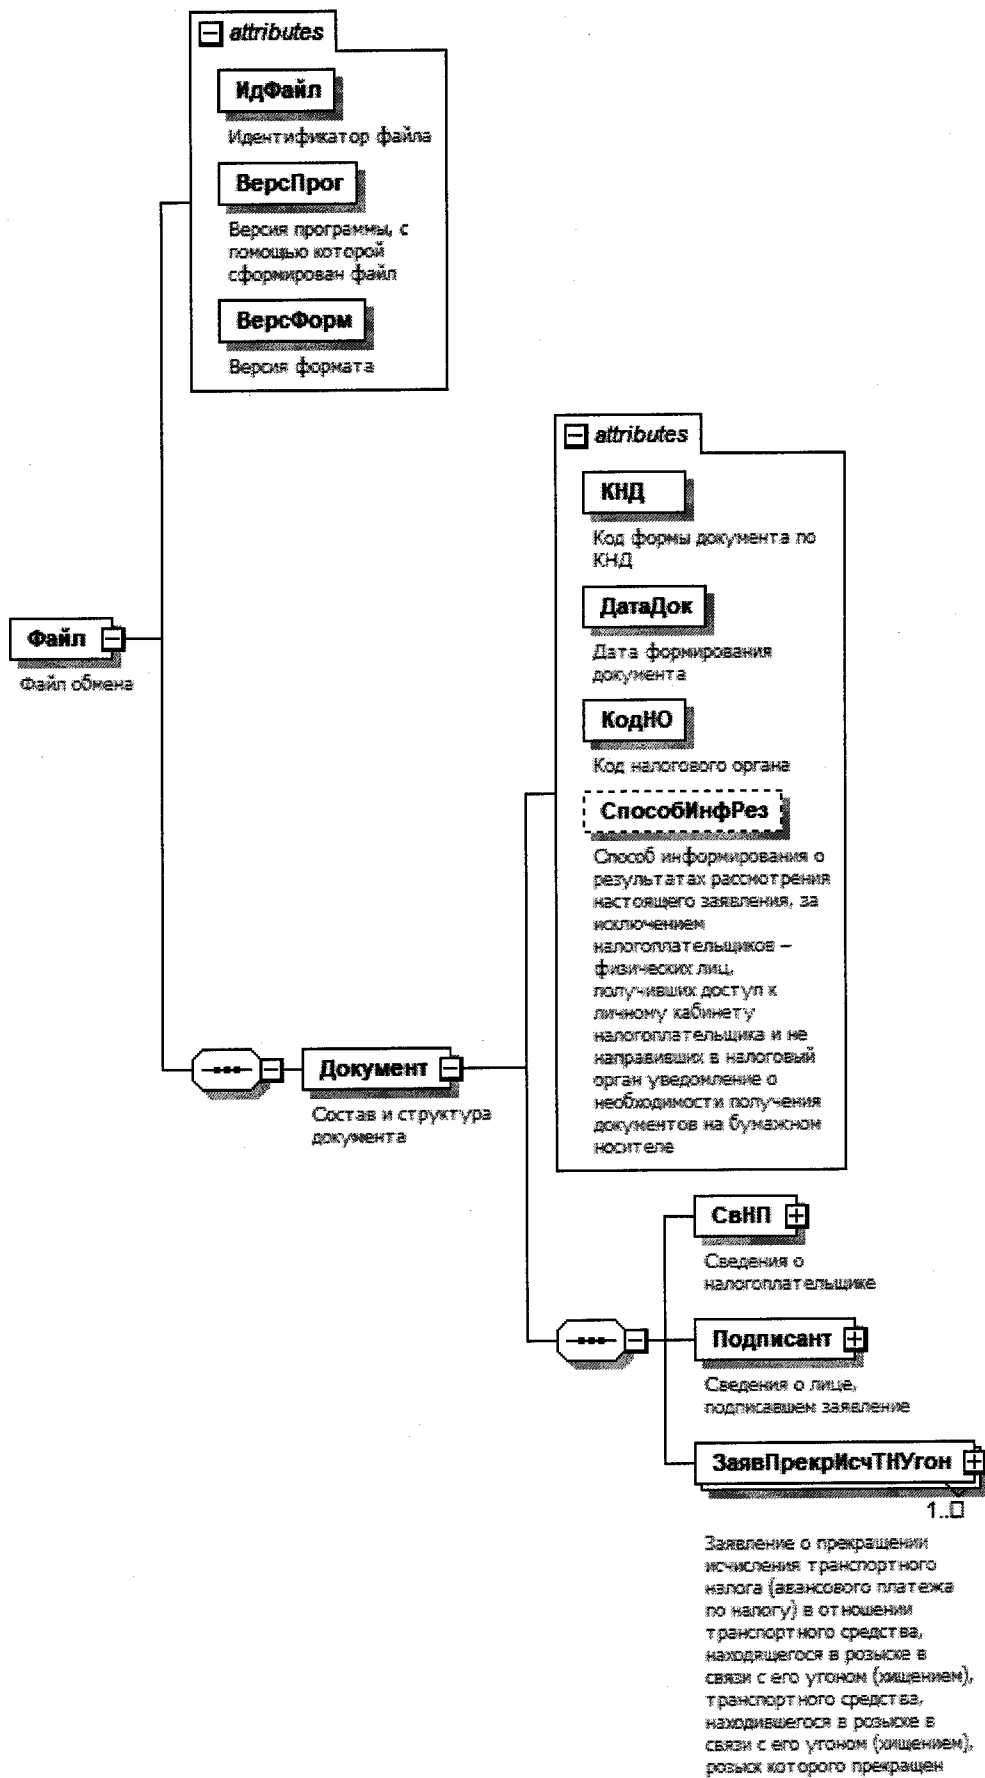 attributes
ИдФайл
Идентификатор файла
ВерсПрог
Версия программы, с
помощью которой
сформирован файл
ВерсФорм
Версия формата
attributes
КНД
Код формы документа по
КНД
ДатаДок
Дата формирования
документа
КодНО
Код налогового органа
СпособИнфРез
Способ информирования о
результатах рассмотрения
настоящего заявления, за
исключением
налогоплательщиков –
физических лиц,
получивших доступ к
личному кабинету
налогоплательщика и не
направивших в налоговый
орган уведомление о
необходимости получения
документов на бумажном
носителе
Файл
Файл обмена
Документ
Состав и структура
документа
СвНП
Сведения о
налогоплательщике
Подписант
Сведения о лице,
подписавшем заявление
ЗаявПрекрИсчТНУгон
1..□
Заявление о прекращении
исчисления транспортного
налога (авансового платежа
по налогу) в отношении
транспортного средства,
находящегося в розыске в
связи с его угоном (хищением),
транспортного средства,
находившегося в розыске в
связи с его угоном (хищением),
розыск которого прекращен